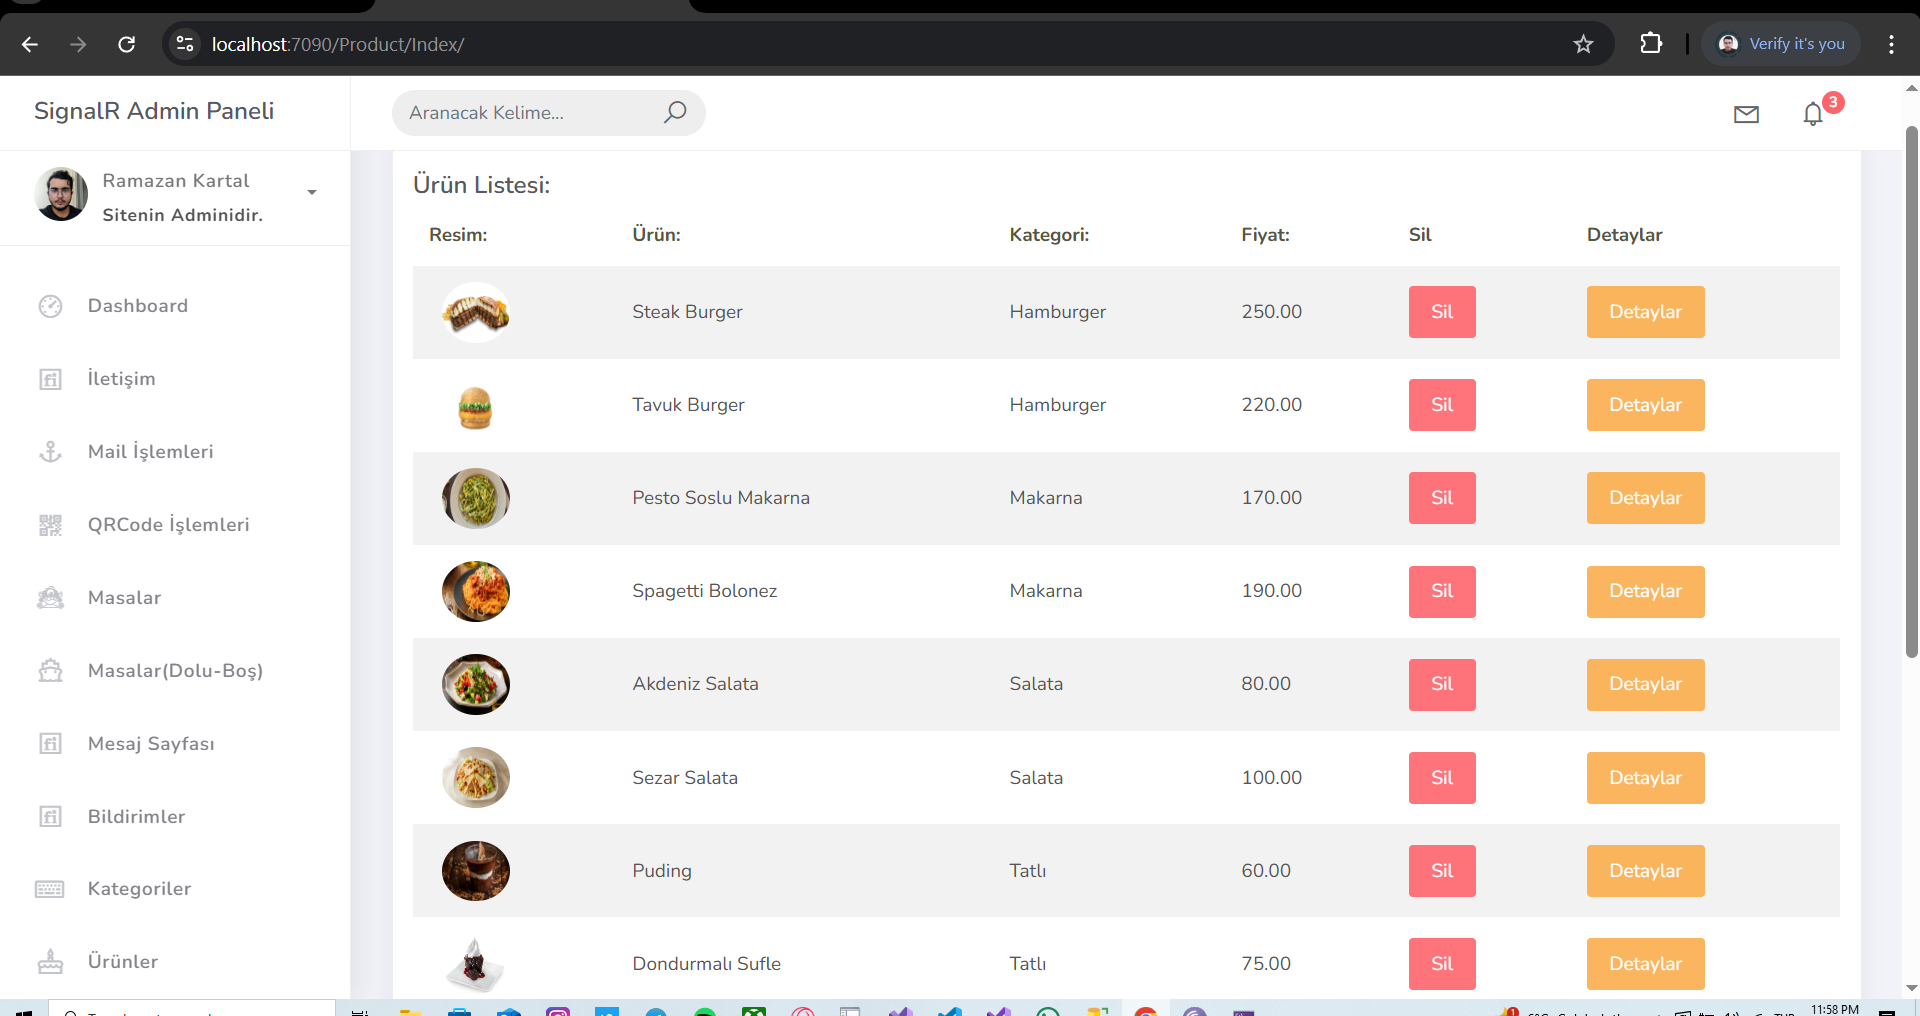 localhost:7090/Product/Index/
Verify it's you
SignalR Admin Paneli
Aranacak Kelime...
3
Ramazan Kartal
Sitenin Adminidir.
Dashboard
İletişim
Mail İşlemleri
QRCode İşlemleri
Masalar
Masalar(Dolu-Boş)
Mesaj Sayfası
Bildirimler
Kategoriler
Ürünler
Ürün Listesi:
Resim: Ürün: Kategori: Fiyat: Sil Detaylar
Steak Burger Hamburger 250.00 Sil Detaylar
Tavuk Burger Hamburger 220.00 Sil Detaylar
Pesto Soslu Makarna Makarna 170.00 Sil Detaylar
Spagetti Bolonez Makarna 190.00 Sil Detaylar
Akdeniz Salata Salata 80.00 Sil Detaylar
Sezar Salata Salata 100.00 Sil Detaylar
Puding Tatlı 60.00 Sil Detaylar
Dondurmalı Sufle Tatlı 75.00 Sil Detaylar
11:58 PM